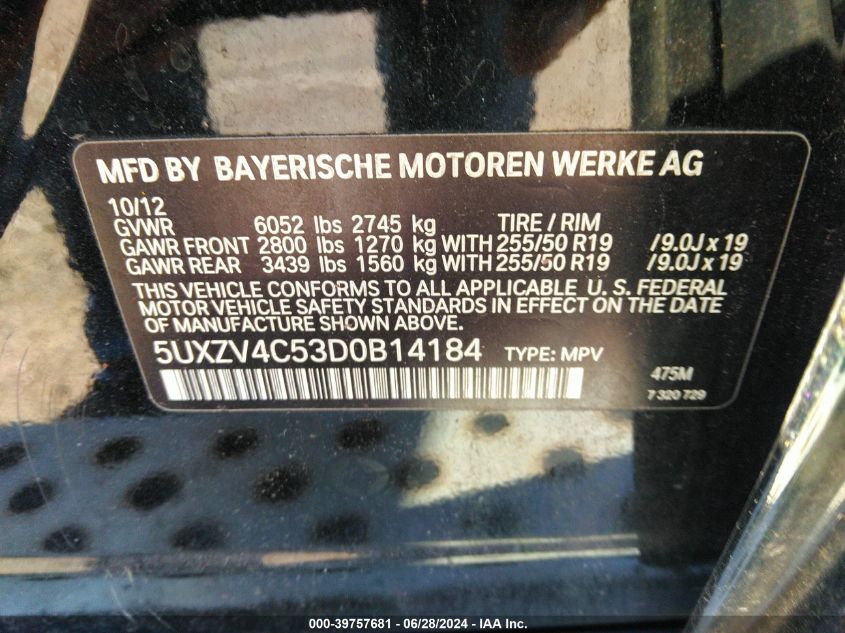 MFD BY BAYERISCHE MOTOREN WERKE AG
10/12
GVWR 6052 lbs 2745 kg TIRE / RIM
GAWR FRONT 2800 lbs 1270 kg WITH 255/50 R19 /9.0J x 19
GAWR REAR 3439 lbs 1560 kg WITH 255/50 R19 /9.0J x 19
THIS VEHICLE CONFORMS TO ALL APPLICABLE U. S. FEDERAL
MOTOR VEHICLE SAFETY STANDARDS IN EFFECT ON THE DATE
OF MANUFACTURE SHOWN ABOVE.
5UXZV4C53D0B14184 TYPE: MPV
475M
7 320 729
000-39757681 / 06/28/2024 - IAA Inc.